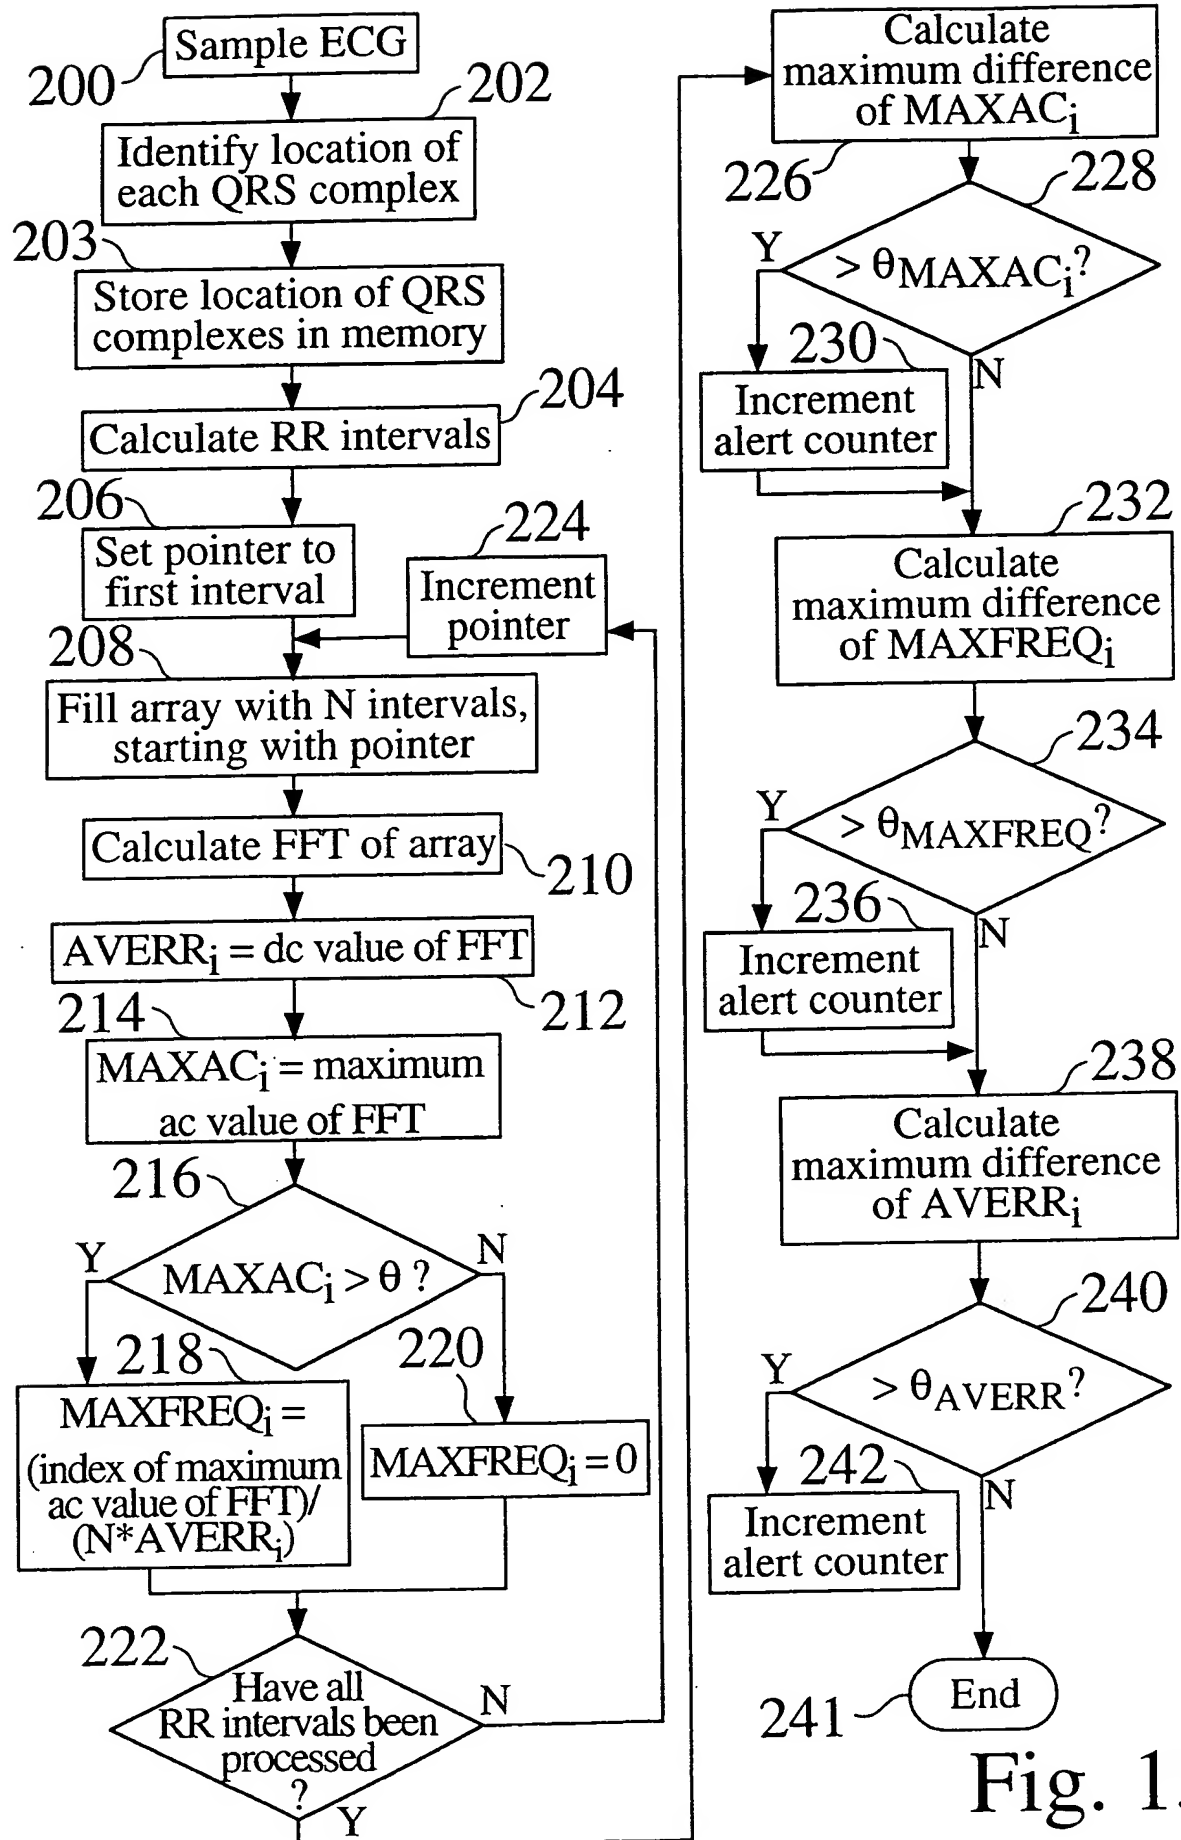 Sample ECG
200
202
Identify location of
each QRS complex
203
Store location of QRS
complexes in memory
204
Calculate RR intervals
206
Set pointer to
first interval
224
Increment
pointer
208
Fill array with N intervals,
starting with pointer
Calculate FFT of array
210
AVERRi = dc value of FFT
212
214
MAXACi = maximum
ac value of FFT
216
Y
N
MAXACi > θ ?
218
220
MAXFREQi =
(index of maximum
ac value of FFT)/
(N*AVERRi)
MAXFREQi = 0
222
Have all
RR intervals been
processed
?
N
Y
Calculate
maximum difference
of MAXACi
226
228
Y
> θMAXACi?
N
230
Increment
alert counter
232
Calculate
maximum difference
of MAXFREQi
234
Y
> θMAXFREQ?
N
236
Increment
alert counter
238
Calculate
maximum difference
of AVERRi
240
Y
> θAVERR?
N
242
Increment
alert counter
End
241
Fig. 1.